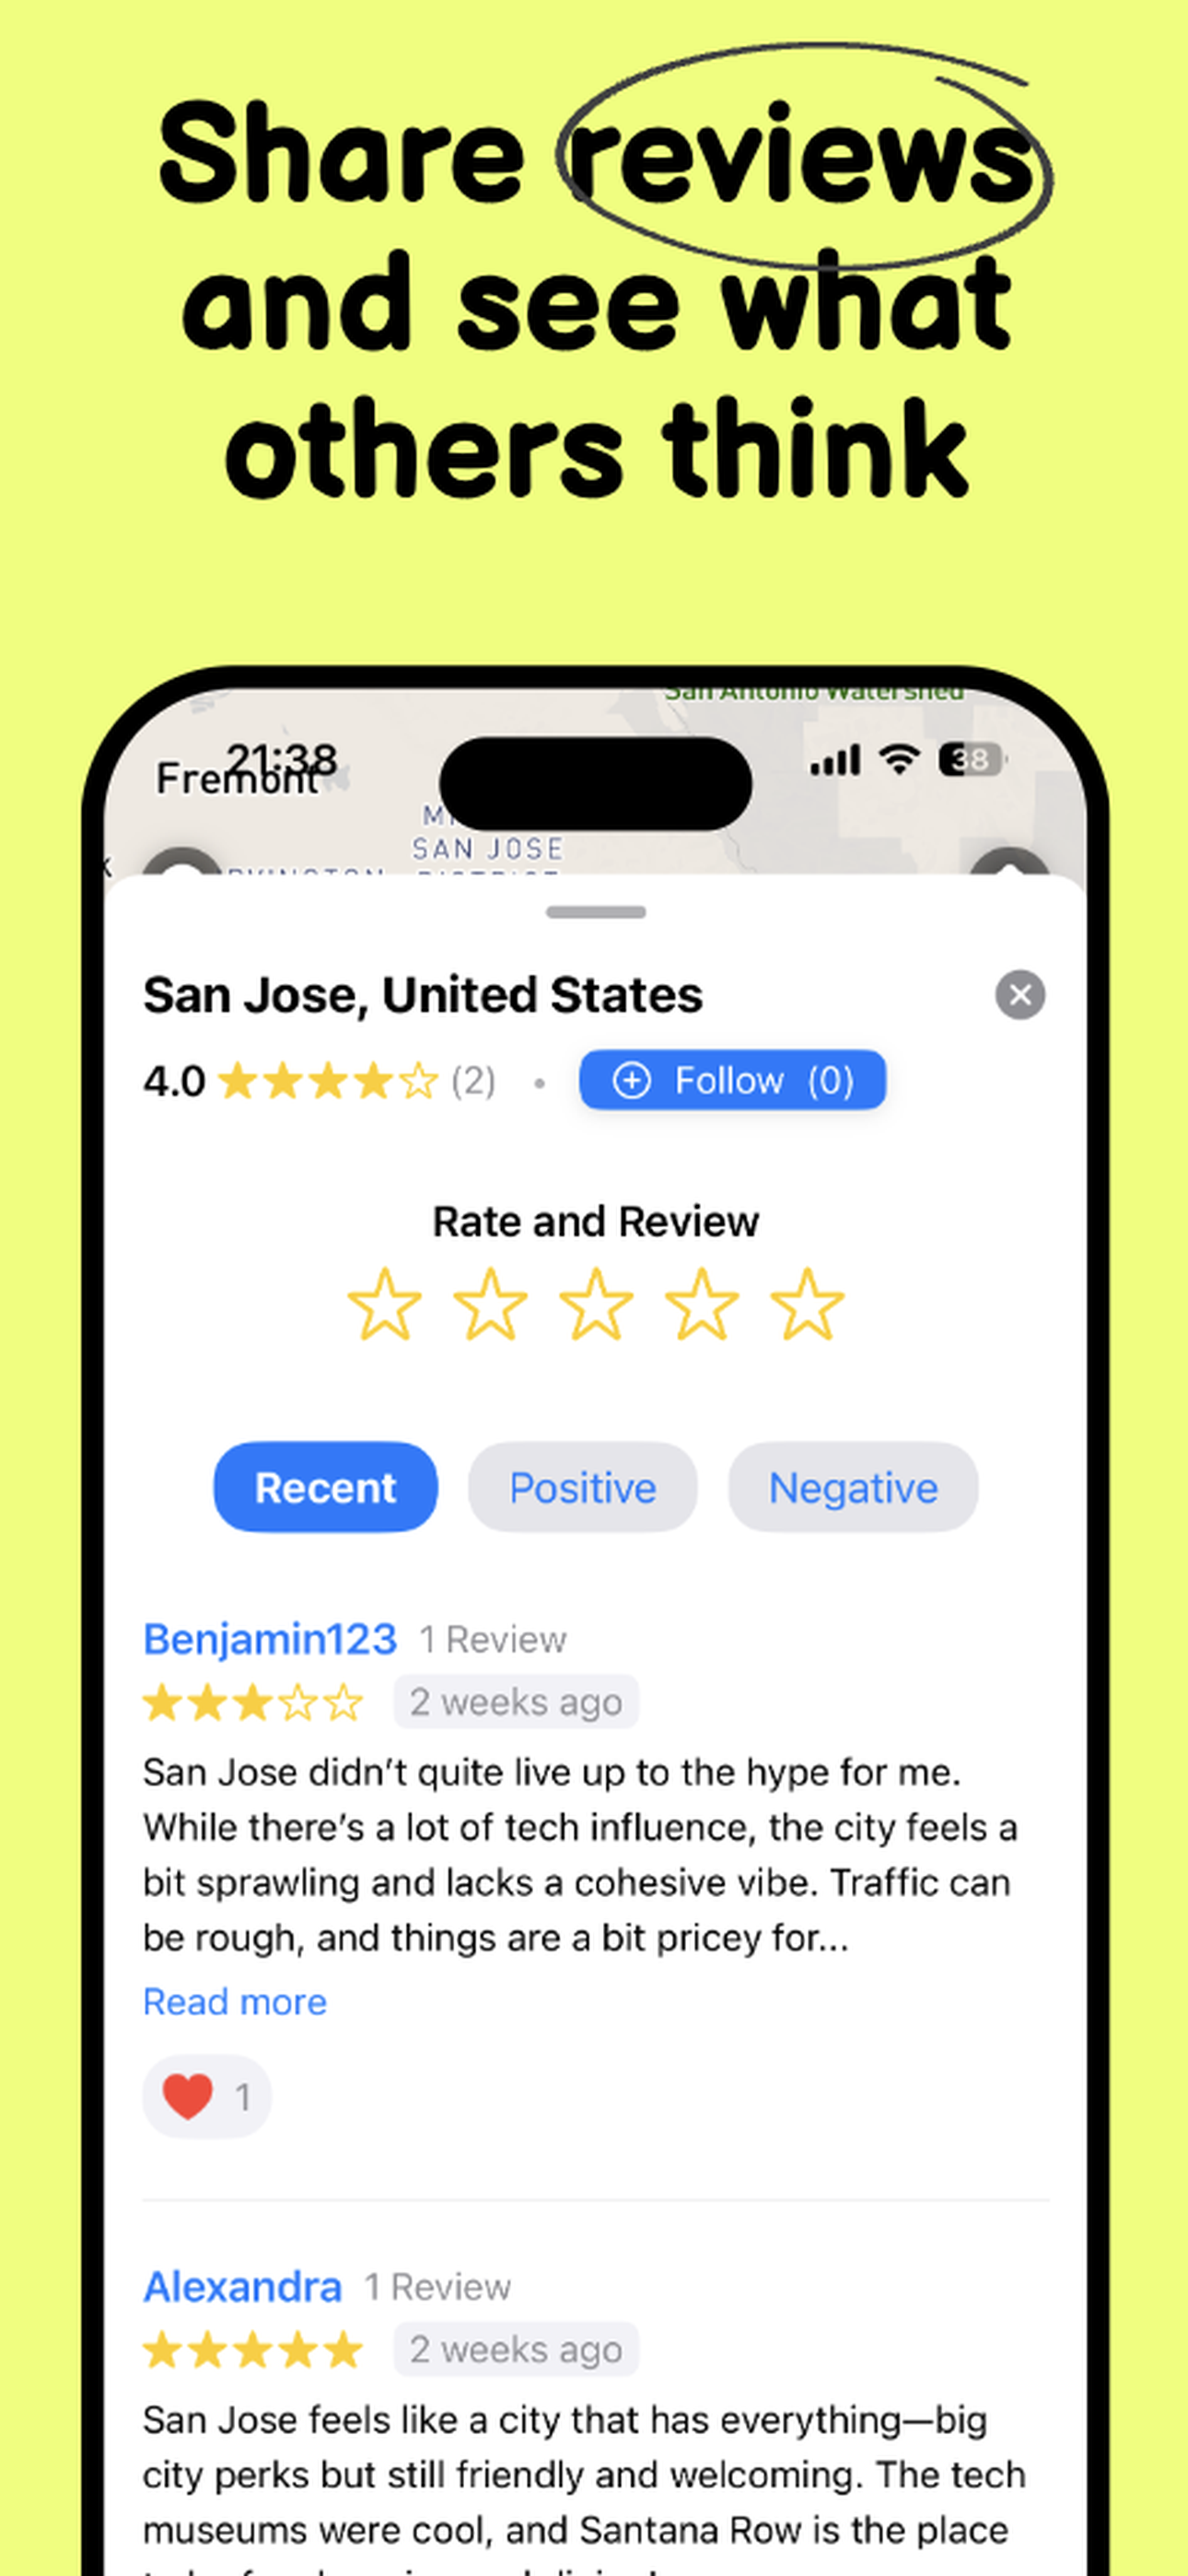 Share reviews
and see what
others think
San Antonio Watershed
21:38
38
Fremont
SAN JOSE
San Jose, United States
4.0 (2) • Follow (0)
Rate and Review
Recent Positive Negative
Benjamin123 1 Review
2 weeks ago
San Jose didn’t quite live up to the hype for me.
While there’s a lot of tech influence, the city feels a
bit sprawling and lacks a cohesive vibe. Traffic can
be rough, and things are a bit pricey for...
Read more
1
Alexandra 1 Review
2 weeks ago
San Jose feels like a city that has everything—big
city perks but still friendly and welcoming. The tech
museums were cool, and Santana Row is the place